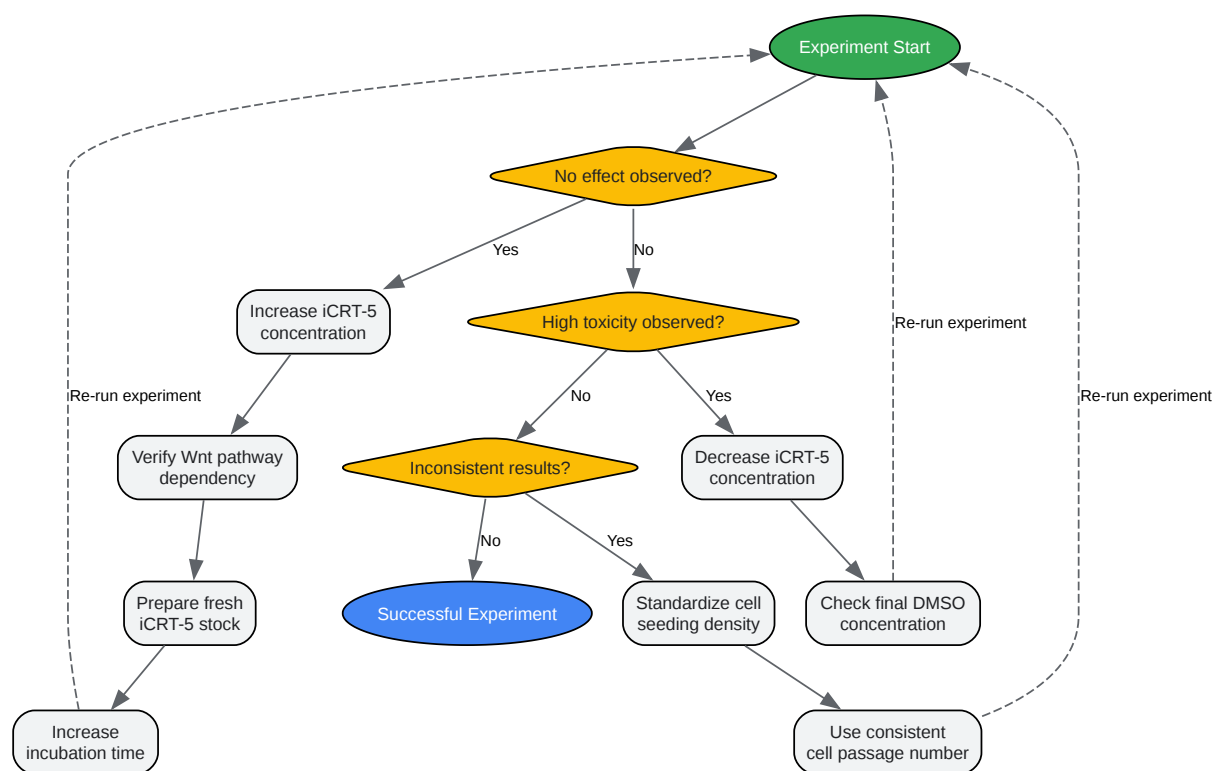 Experiment Start
No effect observed?
Yes
No
Increase iCRT-5
concentration
High toxicity observed?
Re-run experiment
Re-run experiment
No
Yes
Re-run experiment
Verify Wnt pathway
dependency
Inconsistent results?
Decrease iCRT-5
concentration
No
Yes
Prepare fresh
iCRT-5 stock
Successful Experiment
Standardize cell
seeding density
Check final DMSO
concentration
Increase
incubation time
Use consistent
cell passage number